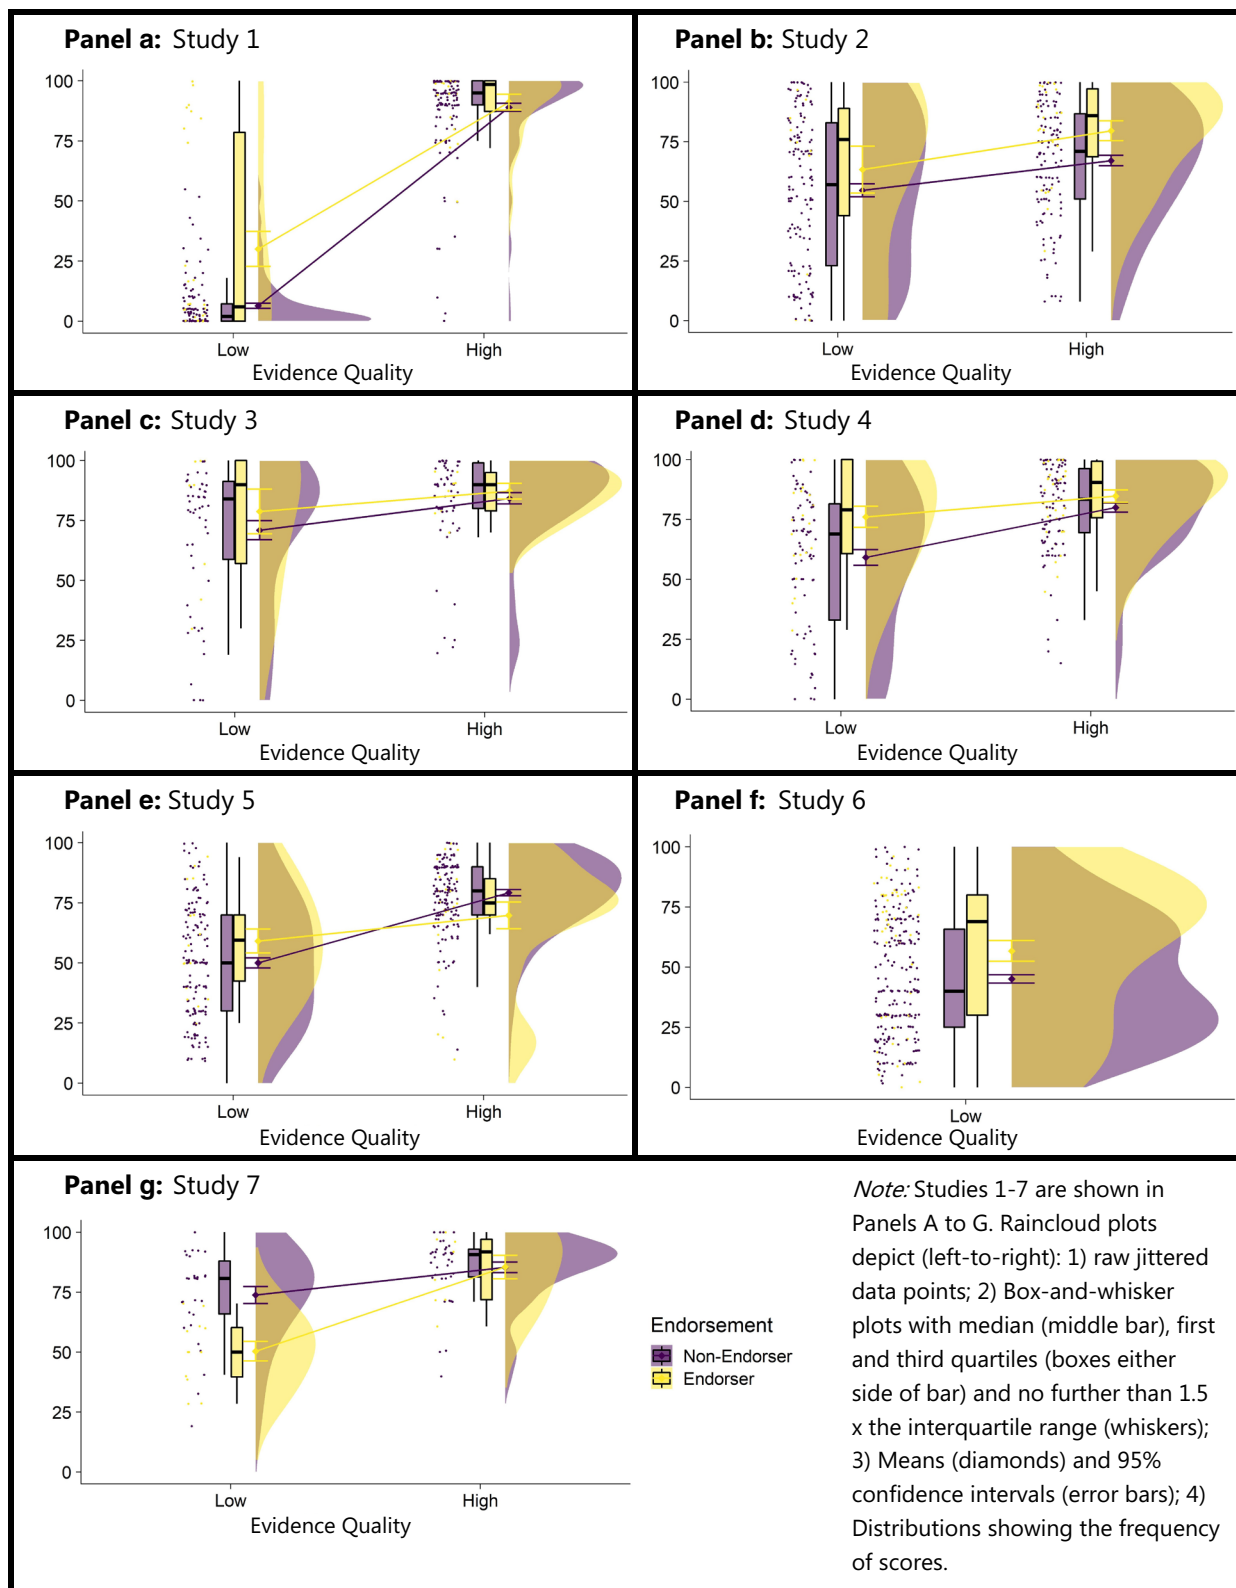 Panel a: Study 1
100
75
50
25
0
Low
High
Evidence Quality
Panel b: Study 2
100
75
50
25
0
Low
High
Evidence Quality
Panel c: Study 3
100
75
50
25
0
Low
High
Evidence Quality
Panel d: Study 4
100
75
50
25
0
Low
High
Evidence Quality
Panel e: Study 5
100
75
50
25
0
Low
High
Evidence Quality
Panel f: Study 6
100
75
50
25
0
Low
Evidence Quality
Panel g: Study 7
100
75
50
25
0
Low
High
Evidence Quality
Endorsement
Non-Endorser
Endorser
Note: Studies 1-7 are shown in
Panels A to G. Raincloud plots
depict (left-to-right): 1) raw jittered
data points; 2) Box-and-whisker
plots with median (middle bar), first
and third quartiles (boxes either
side of bar) and no further than 1.5
x the interquartile range (whiskers);
3) Means (diamonds) and 95%
confidence intervals (error bars); 4)
Distributions showing the frequency
of scores.